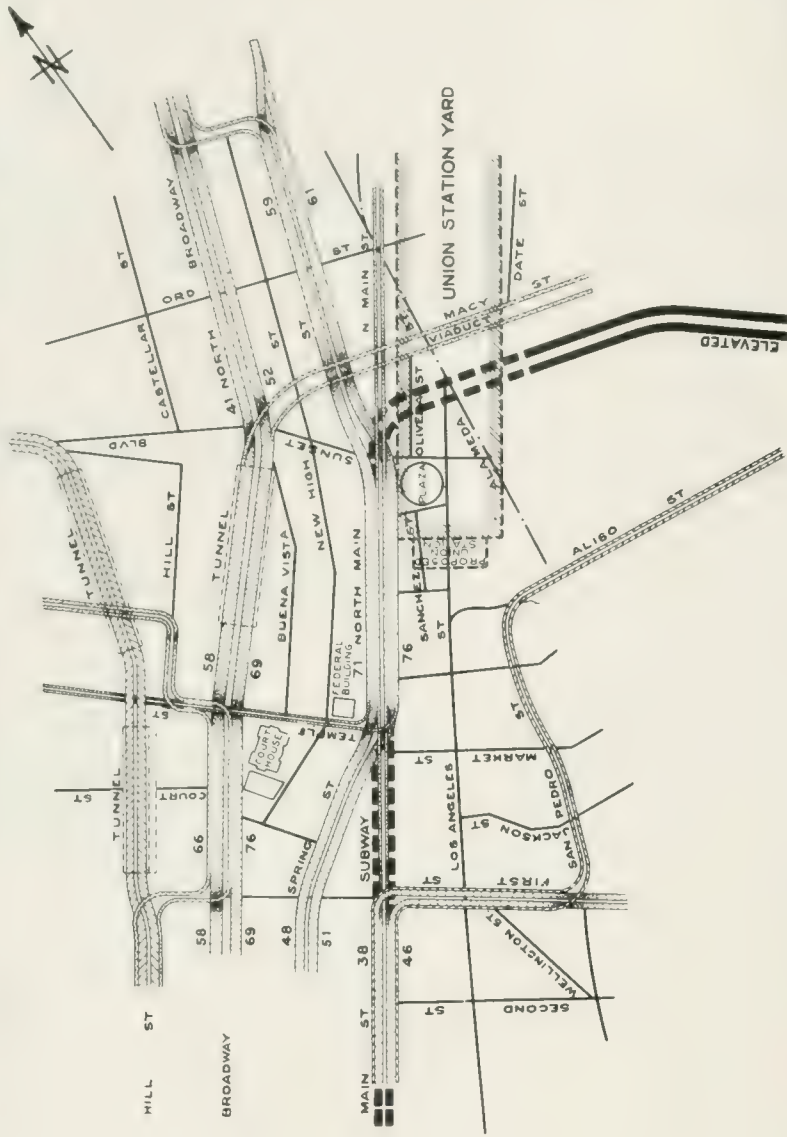 N
CASTELLAR ST
NORTH BROADWAY
ORD ST
41
52
59
61
N MAIN ST
UNION STATION YARD
DATE ST
MACY ST
VIADUCT
ELEVATED
TUNNEL
BLVD
SUNSET
HILL ST
TUNNEL
BUENA VISTA
NEW HIGH ST
NORTH MAIN ST
OLIVERA ST
PLAZA
ALAMEDA
SANCHEZ ST
PROPOSED
58
69
71
76
FEDERAL
BUILDING
COURT
HOUSE
TEMPLE ST
TUNNEL
COURT ST
66
76
SPRING ST
SUBWAY
LOS ANGELES ST
MARKET ST
JACKSON ST
SAN PEDRO ST
ALISO ST
FIRST ST
WELLINGTON ST
SECOND ST
58
69
48
51
38
46
HILL ST
BROADWAY
MAIN ST